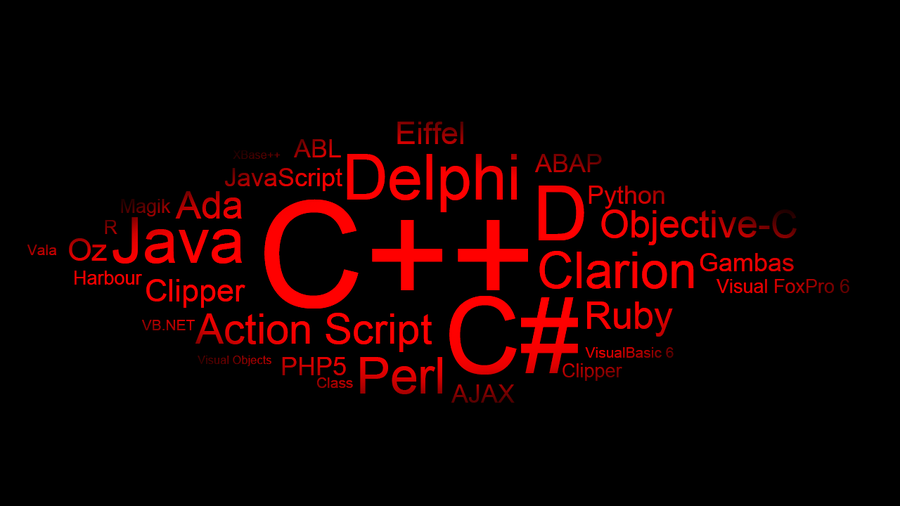 Eiffel
XBase++ ABL
Delphi
ABAP
JavaScript
Python
Magik Ada
D
Objective-C
R
Java
C++
Vala Oz
Clarion Gambas
Harbour
Clipper
Visual FoxPro 6
VB.NET Action Script
C#
Ruby
Visual Objects
PHP5
VisualBasic 6
Class
Perl
Clipper
AJAX